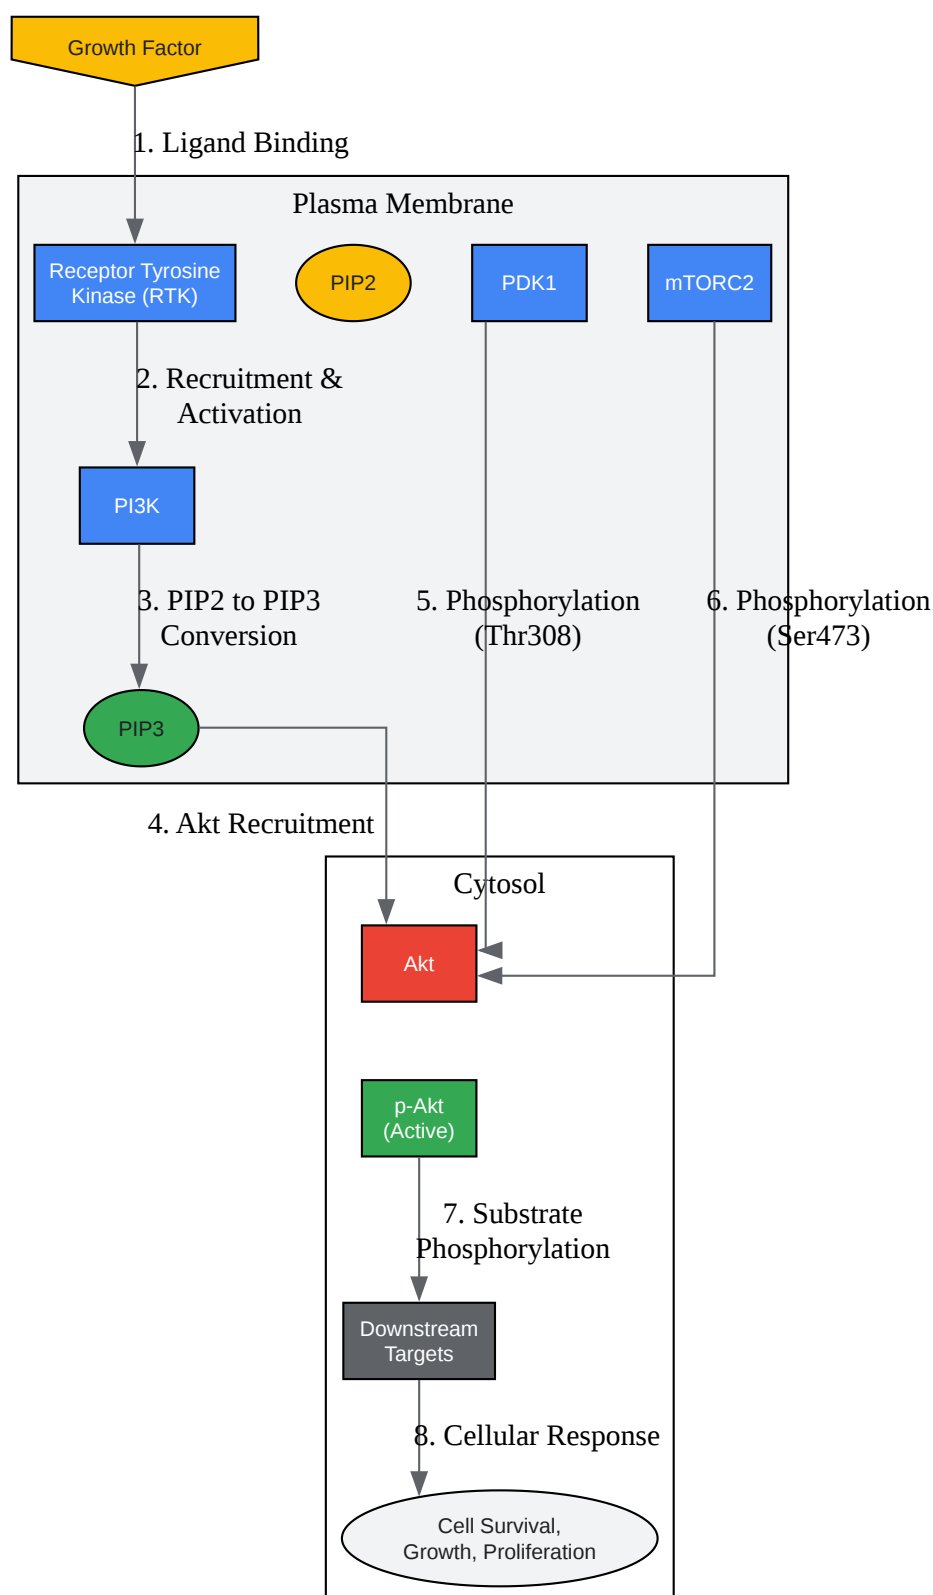 Growth Factor
1. Ligand Binding
Plasma Membrane
Receptor Tyrosine
Kinase (RTK)
PIP2
PDK1
mTORC2
2. Recruitment &
Activation
PI3K
3. PIP2 to PIP3
Conversion
5. Phosphorylation
(Thr308)
6. Phosphorylation
(Ser473)
PIP3
4. Akt Recruitment
Cytosol
Akt
p-Akt
(Active)
7. Substrate
Phosphorylation
Downstream
Targets
8. Cellular Response
Cell Survival,
Growth, Proliferation